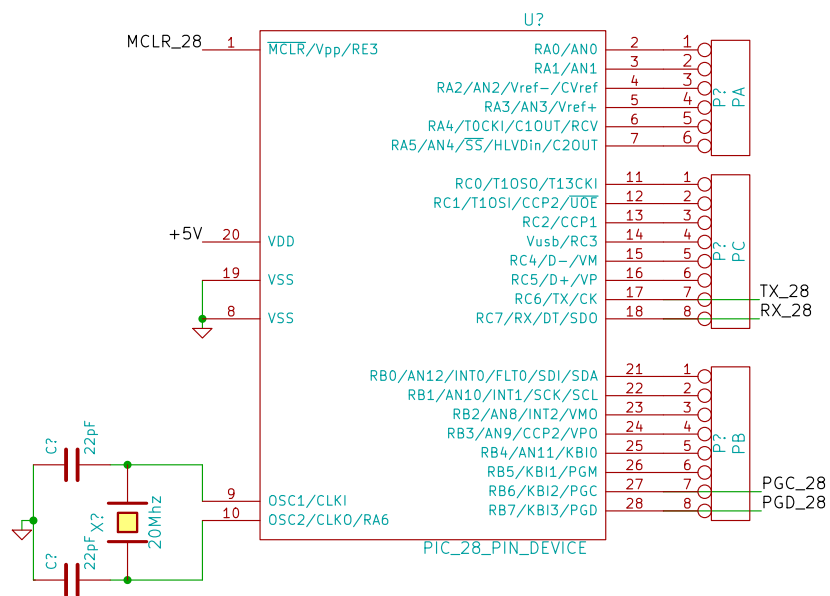 U?
MCLR_28 1 MCLR/Vpp/RE3 RA0/AN0 2 1
RA1/AN1 3 2
RA2/AN2/Vref-/CVref 4 3
RA3/AN3/Vref+ 5 4
RA4/T0CKI/C1OUT/RCV 6 5
RA5/AN4/SS/HLVDin/C2OUT 7 6
P?
PA
RC0/T1OSO/T13CKI 11 1
RC1/T1OSI/CCP2/UOE 12 2
RC2/CCP1 13 3
+5V 20 VDD Vusb/RC3 14 4
RC4/D-/VM 15 5
19 VSS RC5/D+/VP 16 6
RC6/TX/CK 17 7 TX_28
8 VSS RC7/RX/DT/SDO 18 8 RX_28
P?
PC
RB0/AN12/INT0/FLT0/SDI/SDA 21 1
RB1/AN10/INT1/SCK/SCL 22 2
RB2/AN8/INT2/VMO 23 3
RB3/AN9/CCP2/VPO 24 4
RB4/AN11/KBI0 25 5
RB5/KBI1/PGM 26 6
RB6/KBI2/PGC 27 7 PGC_28
RB7/KBI3/PGD 28 8 PGD_28
P?
PB
C?
22pF
9 OSC1/CLKI
10 OSC2/CLKO/RA6
X?
20Mhz
C?
22pF
PIC_28_PIN_DEVICE